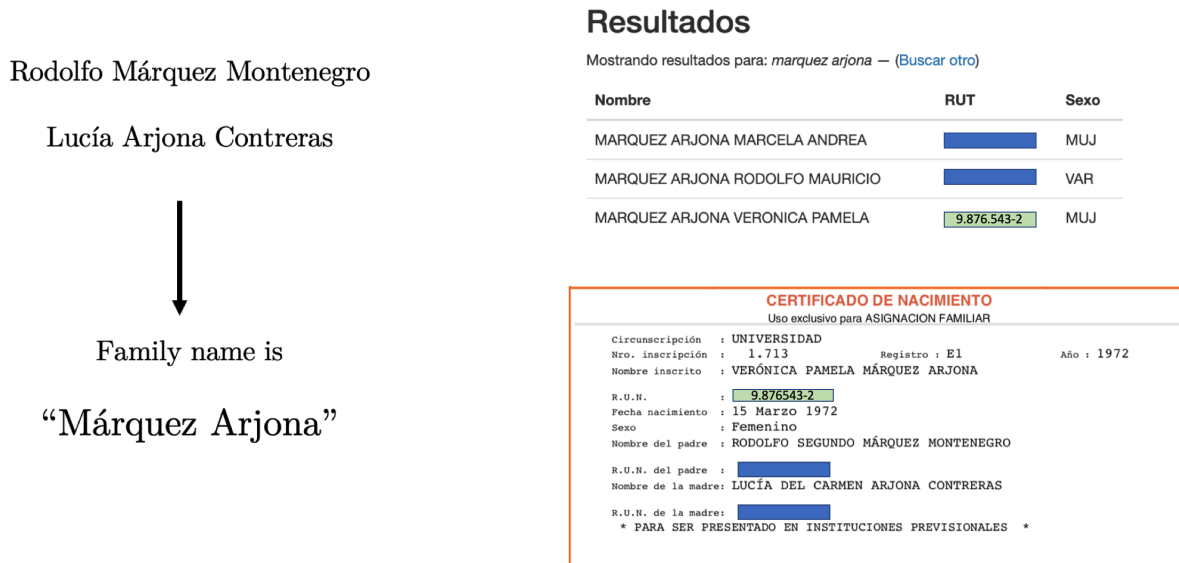 Rodolfo Márquez Montenegro
Lucía Arjona Contreras
Family name is
“Márquez Arjona”
Resultados
Mostrando resultados para: marquez arjona — (Buscar otro)
Nombre RUT Sexo
MARQUEZ ARJONA MARCELA ANDREA MUJ
MARQUEZ ARJONA RODOLFO MAURICIO VAR
MARQUEZ ARJONA VERONICA PAMELA 9.876.543-2 MUJ
CERTIFICADO DE NACIMIENTO
Uso exclusivo para ASIGNACION FAMILIAR
Circunscripción : UNIVERSIDAD
Nro. inscripción : 1.713 Registro : E1 Año : 1972
Nombre inscrito : VERÓNICA PAMELA MÁRQUEZ ARJONA
R.U.N. : 9.876543-2
Fecha nacimiento : 15 Marzo 1972
Sexo : Femenino
Nombre del padre : RODOLFO SEGUNDO MÁRQUEZ MONTENEGRO
R.U.N. del padre :
Nombre de la madre: LUCÍA DEL CARMEN ARJONA CONTRERAS
R.U.N. de la madre:
* PARA SER PRESENTADO EN INSTITUCIONES PREVISIONALES *